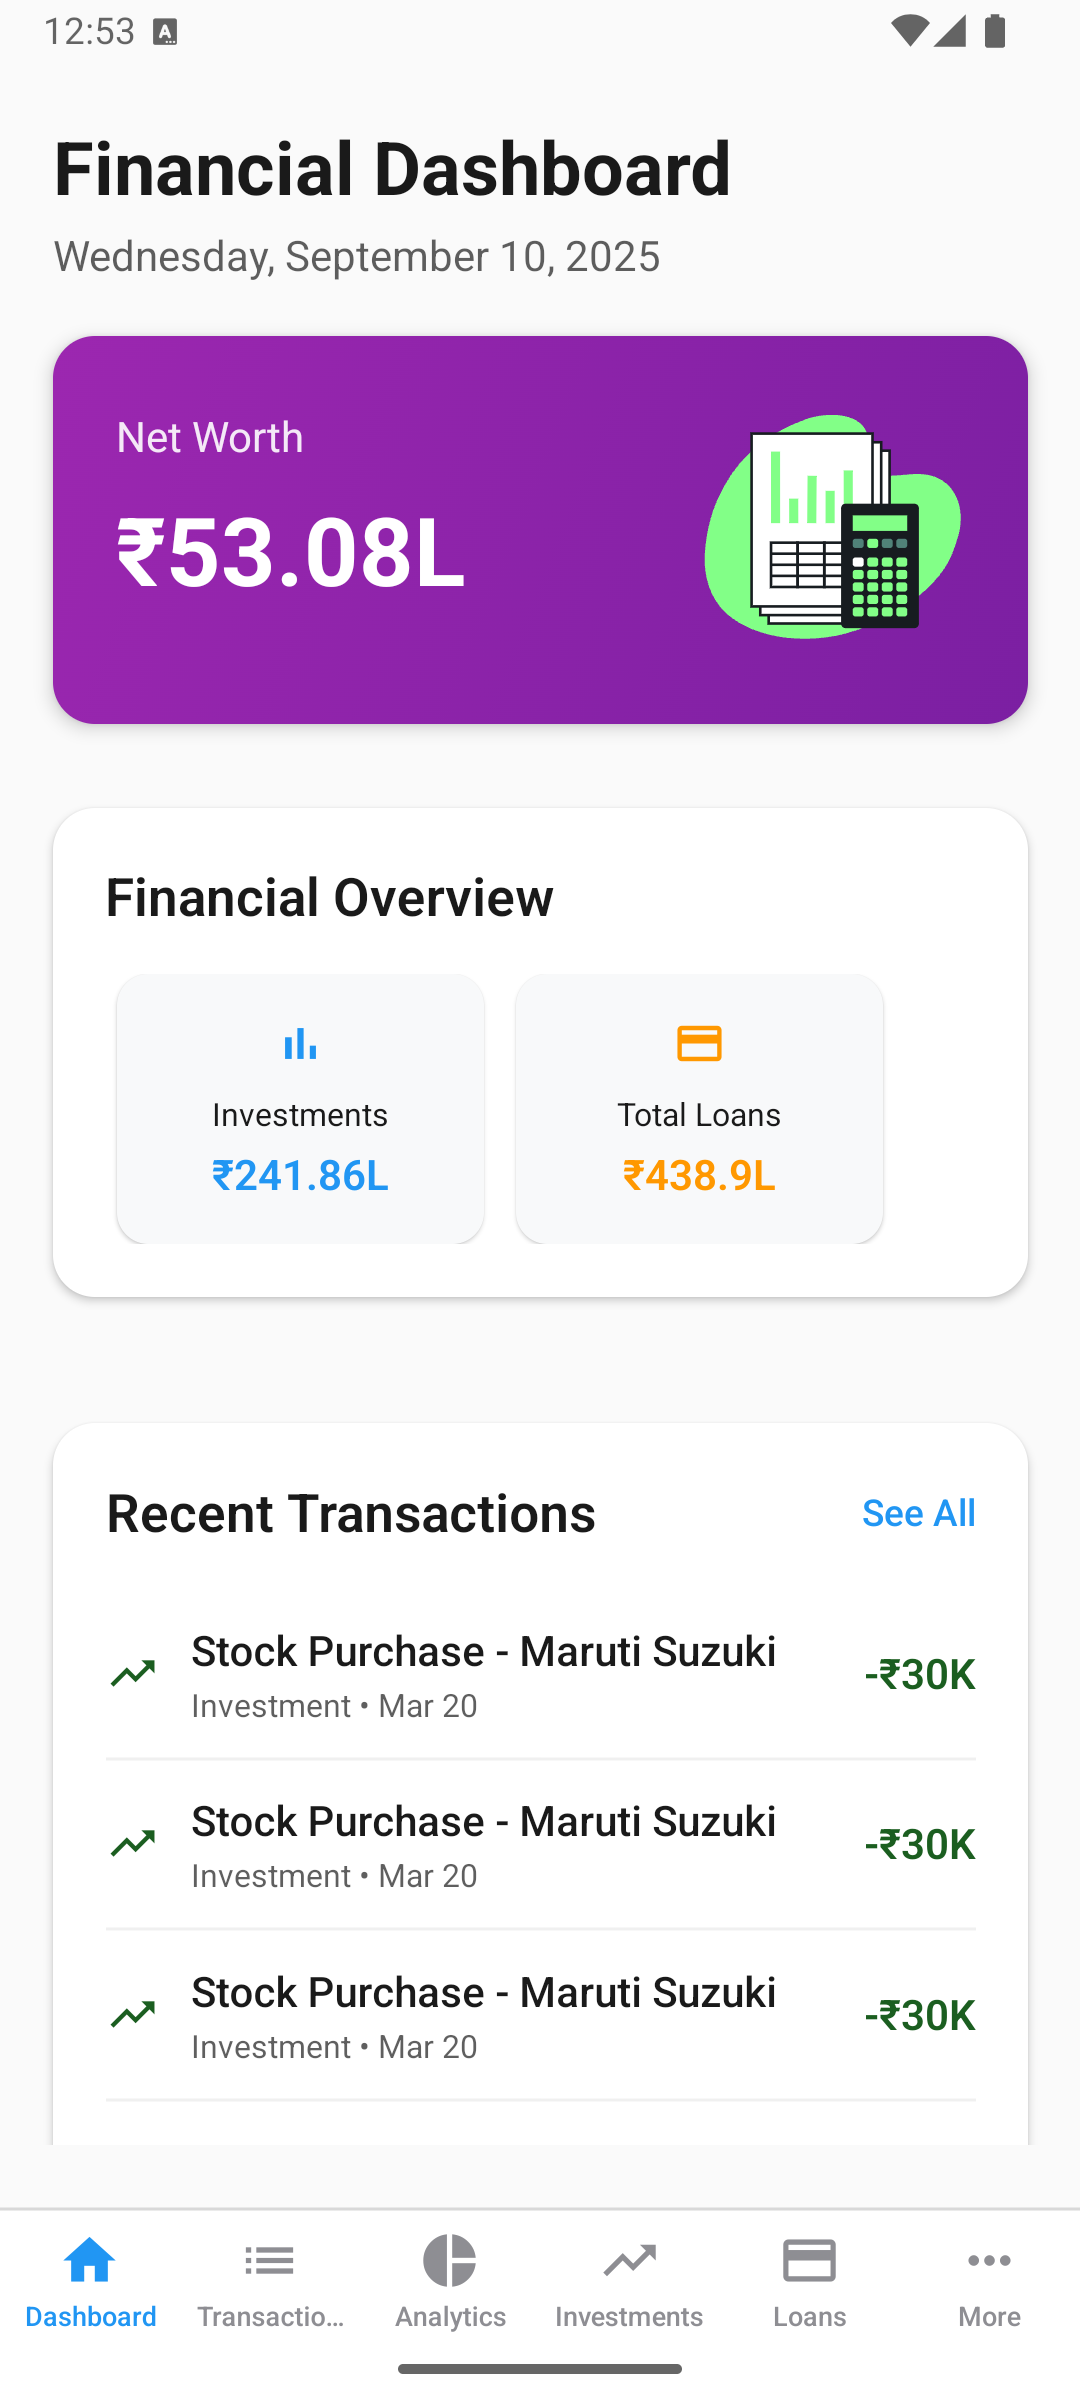 12:53
Financial Dashboard
Wednesday, September 10, 2025
Net Worth
₹53.08L
Financial Overview
Investments
₹241.86L
Total Loans
₹438.9L
Recent Transactions
See All
Stock Purchase - Maruti Suzuki
Investment • Mar 20
-₹30K
Stock Purchase - Maruti Suzuki
Investment • Mar 20
-₹30K
Stock Purchase - Maruti Suzuki
Investment • Mar 20
-₹30K
Dashboard
Transactio...
Analytics
Investments
Loans
More